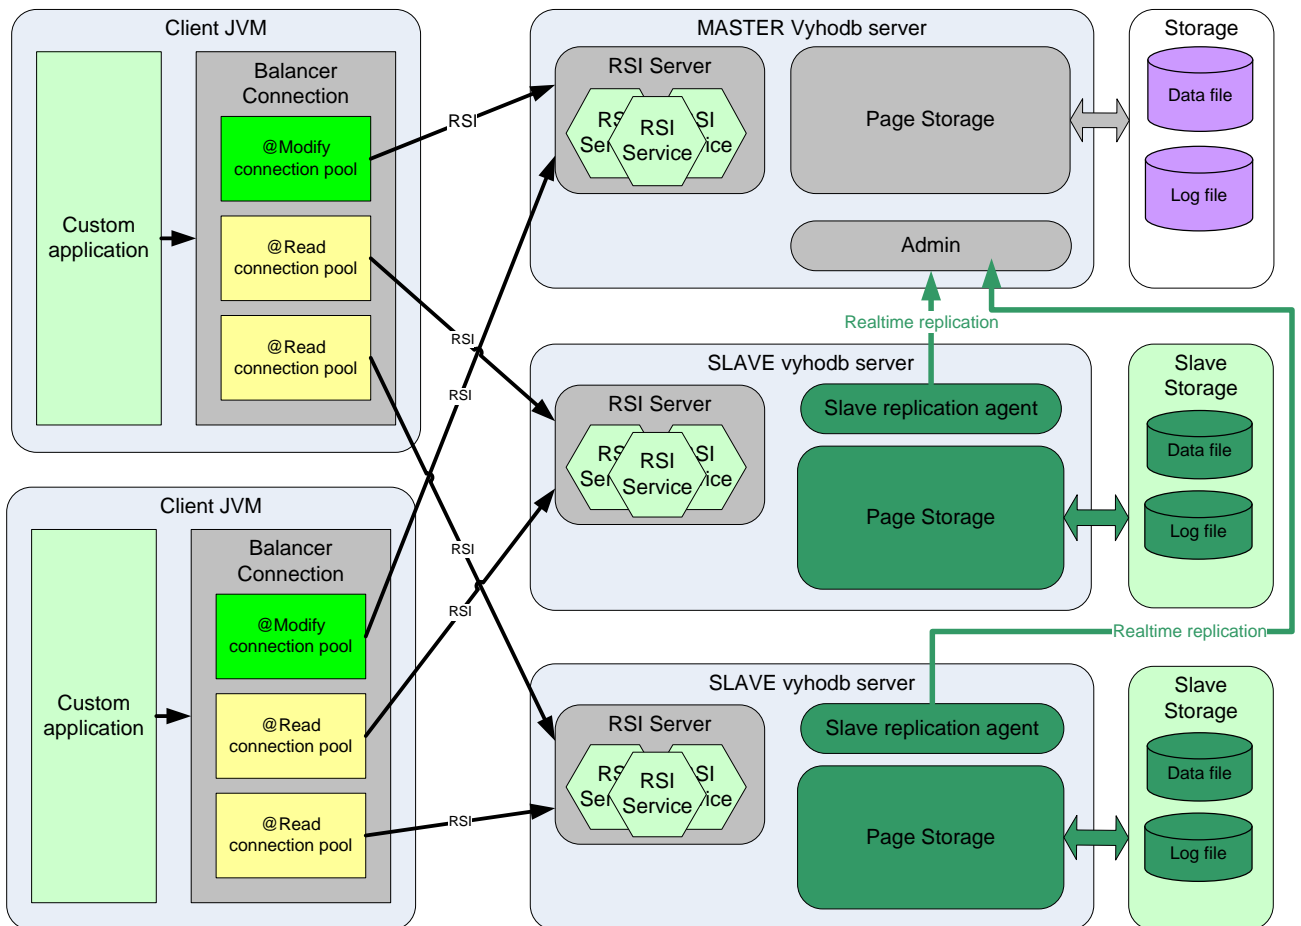 Client JVM
Custom
application
Balancer
Connection
@Modify
connection pool
@Read
connection pool
@Read
connection pool
Client JVM
Custom
application
Balancer
Connection
@Modify
connection pool
@Read
connection pool
@Read
connection pool
RSI
RSI
RSI
RSI
RSI
RSI
MASTER Vyhodb server
RSI Server
RSI
Service
Page Storage
Admin
Storage
Data file
Log file
Realtime replication
SLAVE vyhodb server
RSI Server
RSI
Service
Slave replication agent
Page Storage
Slave
Storage
Data file
Log file
Realtime replication
SLAVE vyhodb server
RSI Server
RSI
Service
Slave replication agent
Page Storage
Slave
Storage
Data file
Log file